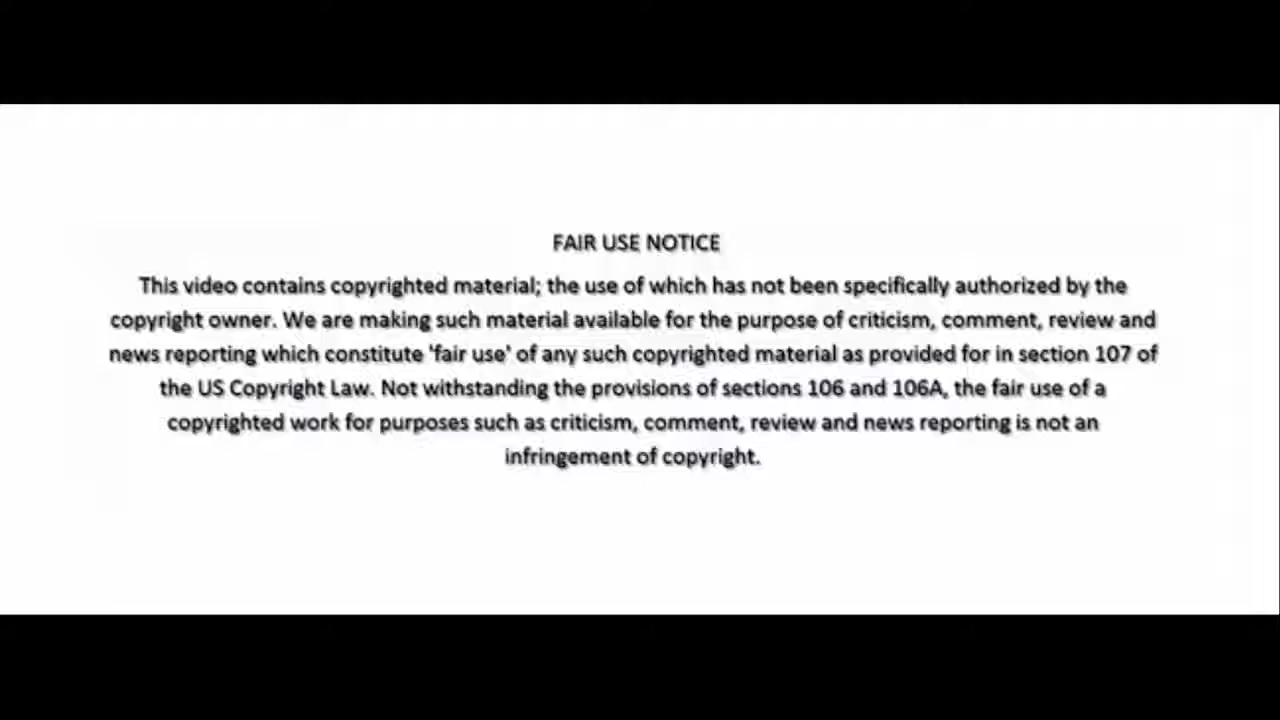 FAIR USE NOTICE
This video contains copyrighted material; the use of which has not been specifically authorized by the
copyright owner. We are making such material available for the purpose of criticism, comment, review and
news reporting which constitute 'fair use' of any such copyrighted material as provided for in section 107 of
the US Copyright Law. Not withstanding the provisions of sections 106 and 106A, the fair use of a
copyrighted work for purposes such as criticism, comment, review and news reporting is not an
infringement of copyright.